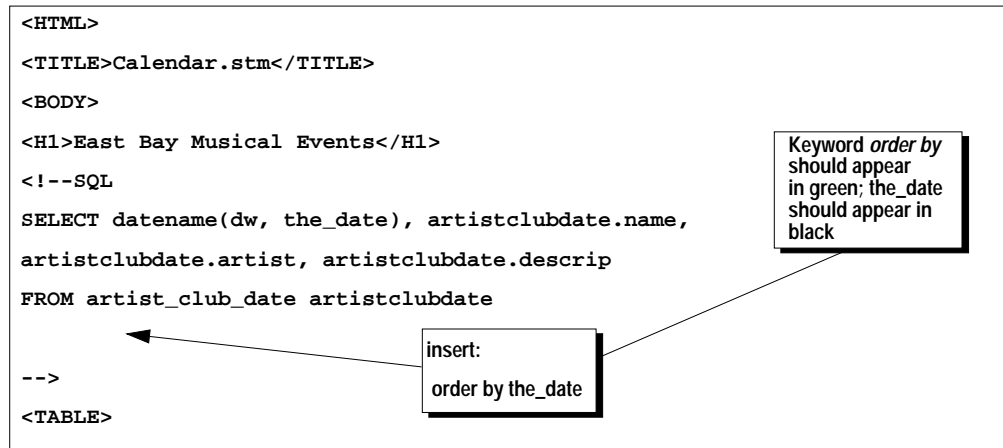 <HTML>
<TITLE>Calendar.stm</TITLE>
<BODY>
<H1>East Bay Musical Events</H1>
<!--SQL
SELECT datename(dw, the_date), artistclubdate.name,
artistclubdate.artist, artistclubdate.descrip
FROM artist_club_date artistclubdate
-->
<TABLE>
Keyword order by
should appear
in green; the_date
should appear in
black
insert:
order by the_date